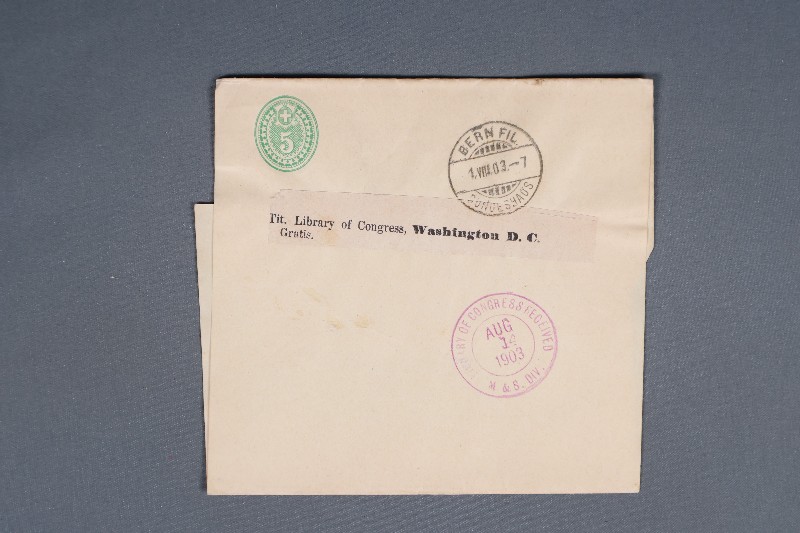 5
BERN FIL.
1.VIII.03.-7
BUNDESHAUS
Tit. Library of Congress, Washington D. C.
Gratis.
LIBRARY OF CONGRESS RECEIVED
AUG
14
1903
M & S. DIV.